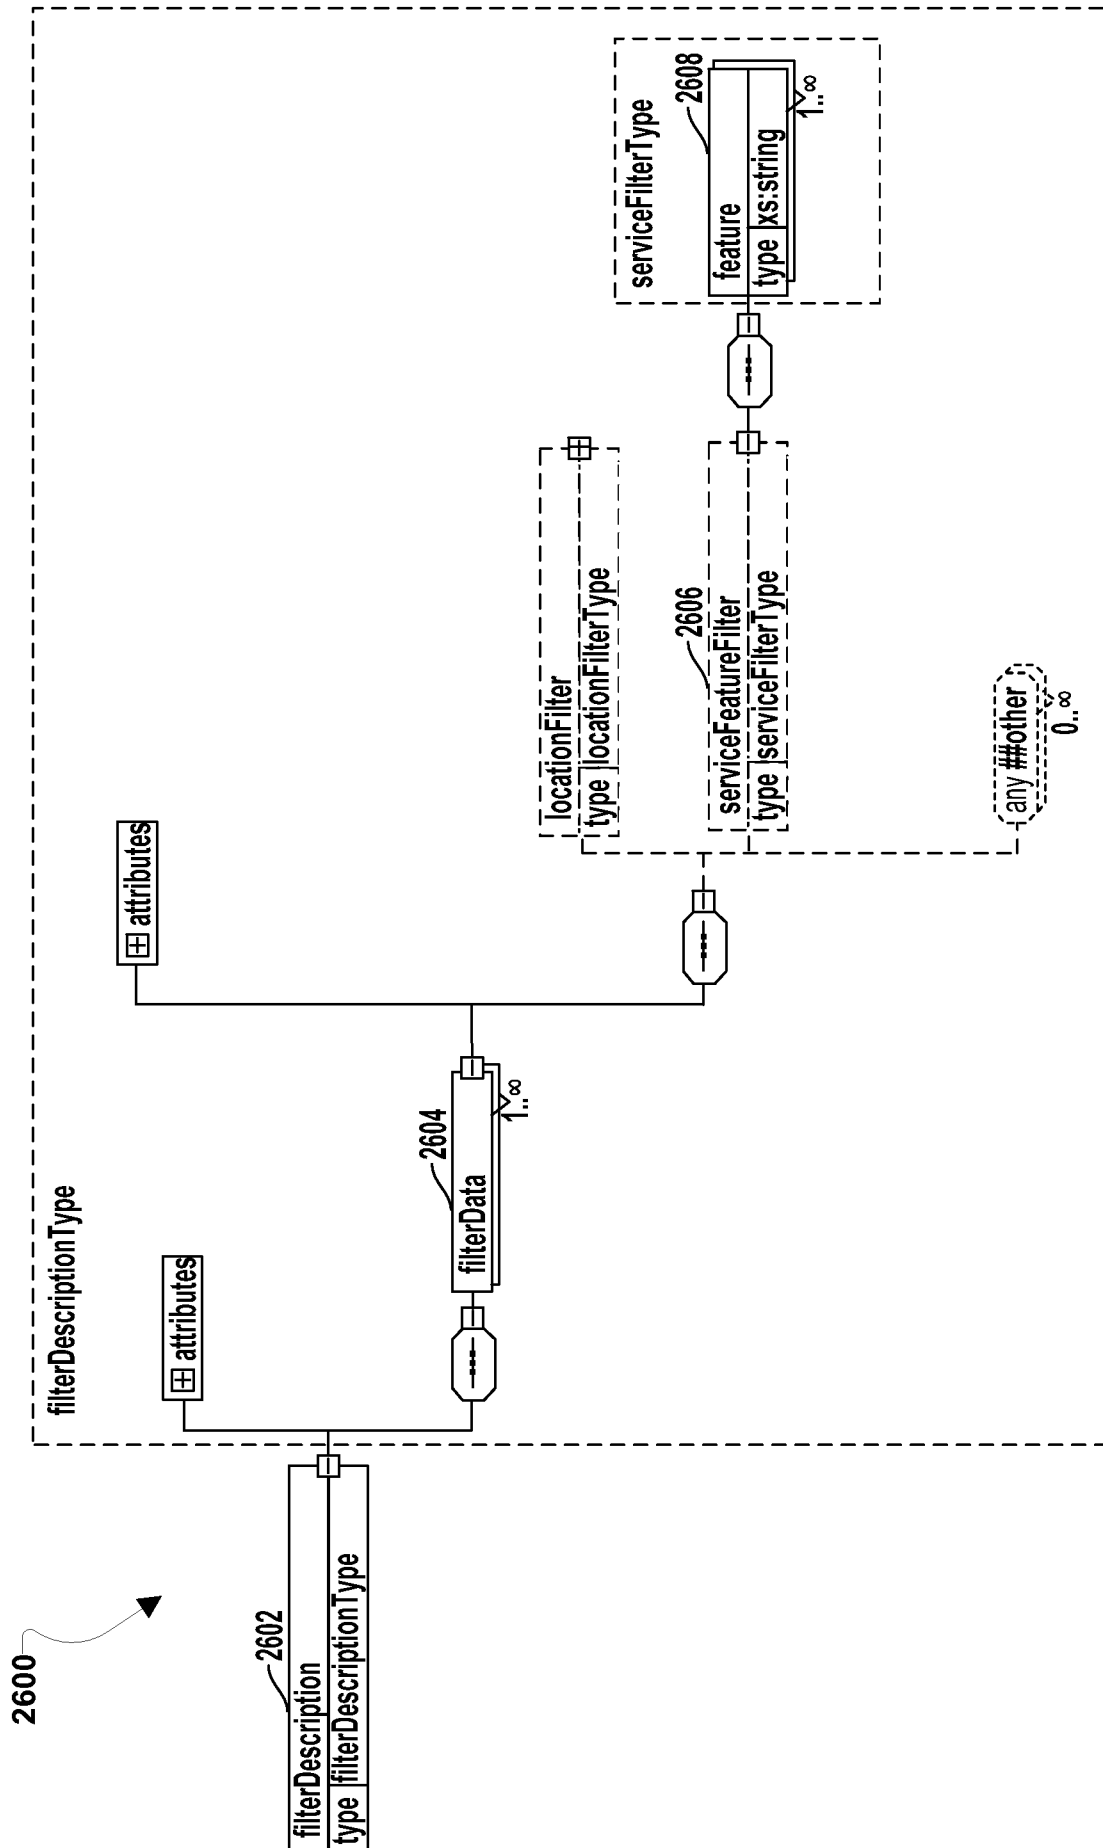 2600
filterDescriptionType
2602
filterDescription
type filterDescriptionType
attributes
2604
filterData
1..∞
attributes
locationFilter
type locationFilterType
2606
serviceFeatureFilter
type serviceFilterType
any ##other
0..∞
serviceFilterType
2608
feature
type xs:string
1..∞